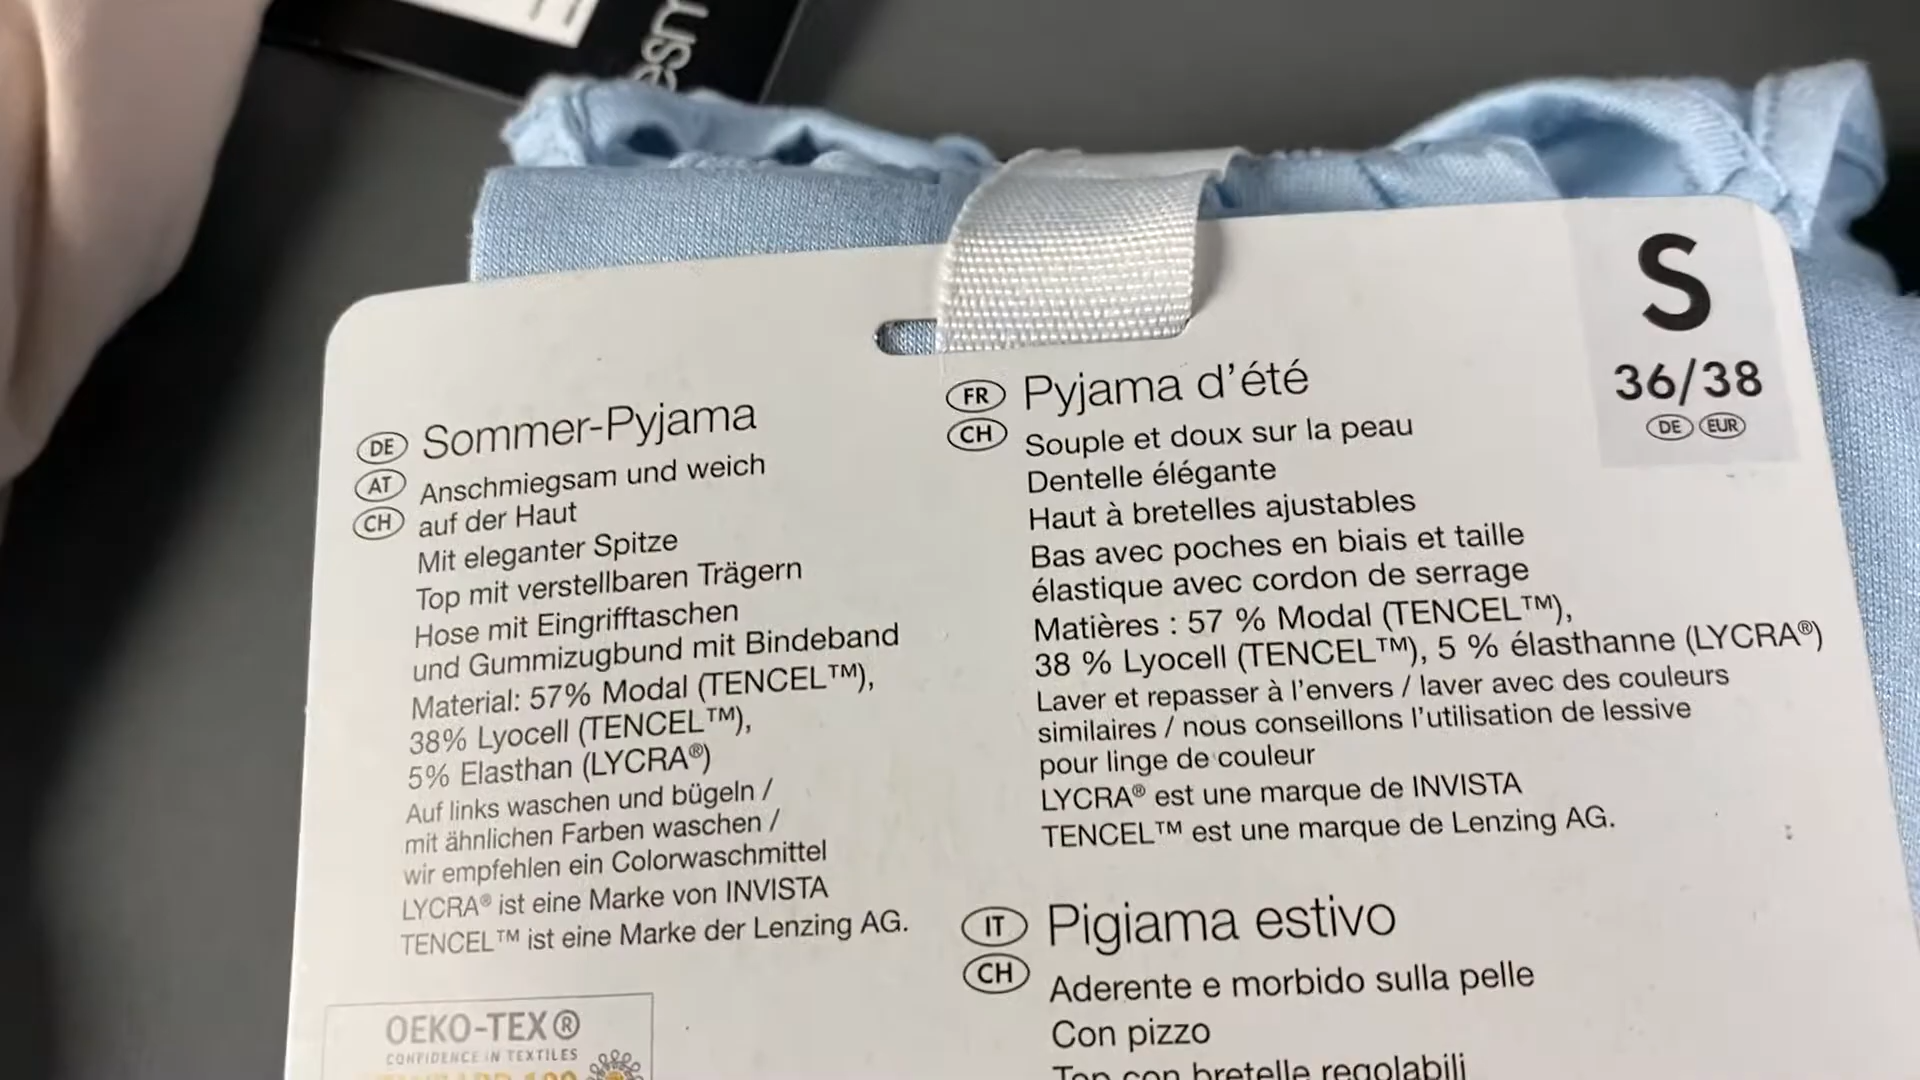 esm
S
36/38
DE EUR
DE Sommer-Pyjama
AT Anschmiegsam und weich
CH auf der Haut
Mit eleganter Spitze
Top mit verstellbaren Trägern
Hose mit Eingrifftaschen
und Gummizugbund mit Bindeband
Material: 57% Modal (TENCEL™),
38% Lyocell (TENCEL™),
5% Elasthan (LYCRA®)
Auf links waschen und bügeln /
mit ähnlichen Farben waschen /
wir empfehlen ein Colorwaschmittel
LYCRA® ist eine Marke von INVISTA
TENCEL™ ist eine Marke der Lenzing AG.
OEKO-TEX®
CONFIDENCE IN TEXTILES
FR Pyjama d'été
CH Souple et doux sur la peau
Dentelle élégante
Haut à bretelles ajustables
Bas avec poches en biais et taille
élastique avec cordon de serrage
Matières : 57 % Modal (TENCEL™),
38 % Lyocell (TENCEL™), 5 % élasthanne (LYCRA®)
Laver et repasser à l'envers / laver avec des couleurs
similaires / nous conseillons l'utilisation de lessive
pour linge de couleur
LYCRA® est une marque de INVISTA
TENCEL™ est une marque de Lenzing AG.
IT Pigiama estivo
CH Aderente e morbido sulla pelle
Con pizzo
Top con bretelle regolabili